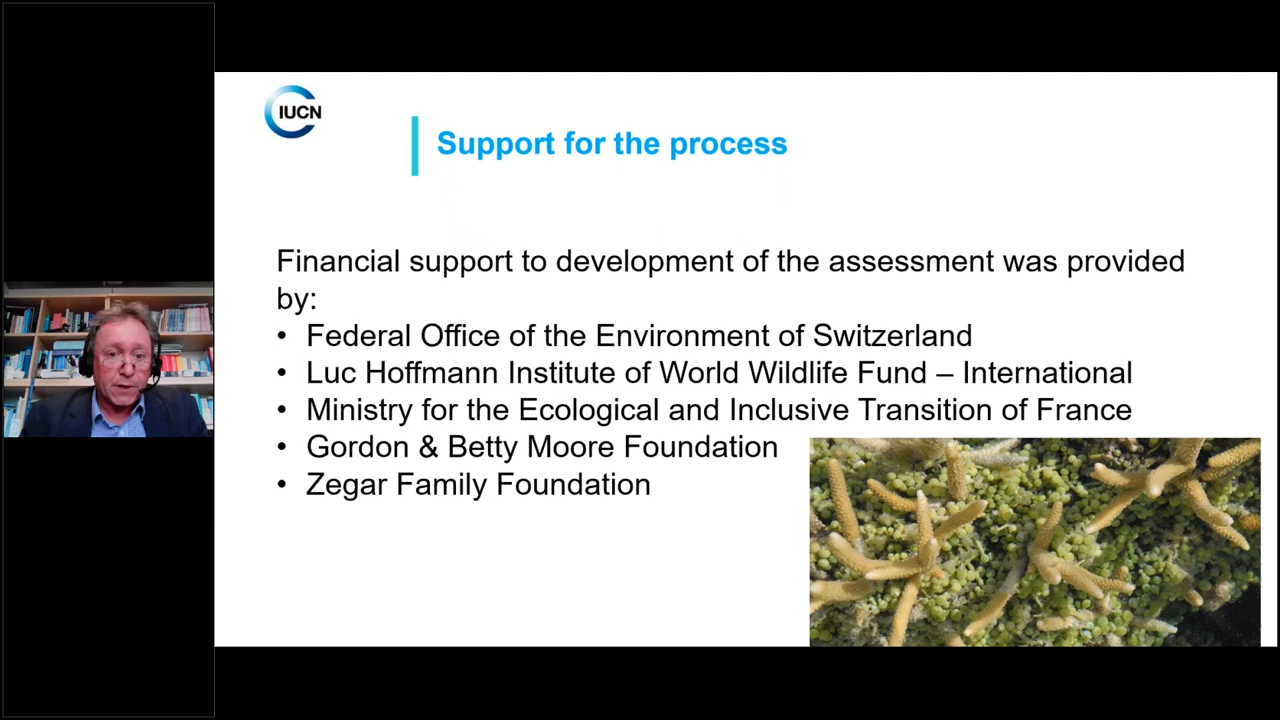 IUCN
Support for the process
Financial support to development of the assessment was provided
by:
• Federal Office of the Environment of Switzerland
• Luc Hoffmann Institute of World Wildlife Fund – International
• Ministry for the Ecological and Inclusive Transition of France
• Gordon & Betty Moore Foundation
• Zegar Family Foundation